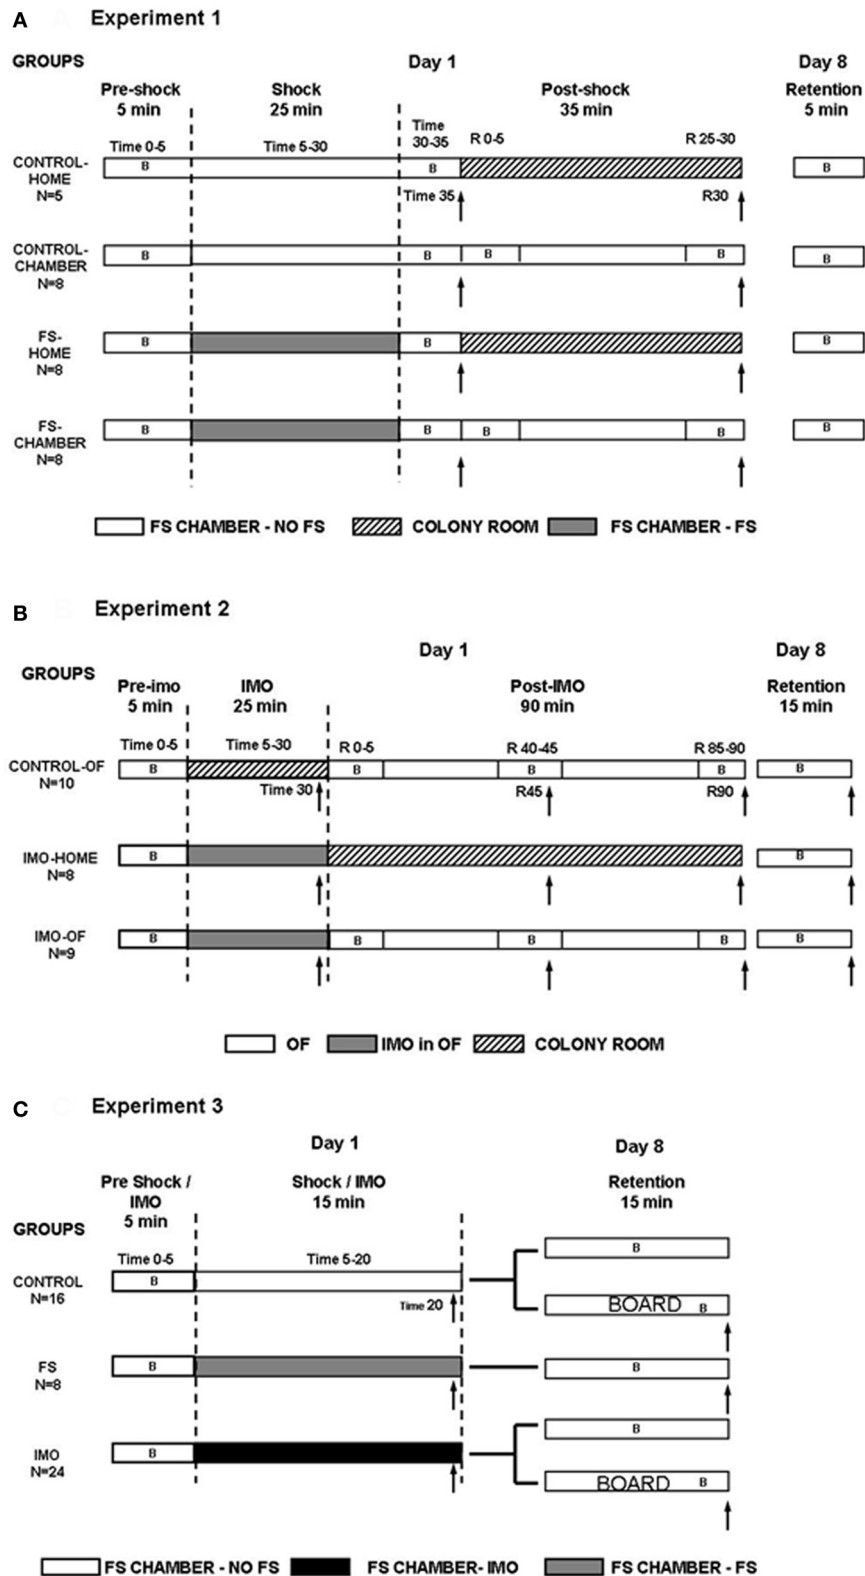 A Experiment 1
GROUPS Day 1 Day 8
Pre-shock Shock Post-shock Retention
5 min 25 min 35 min 5 min
Time 0-5 Time 5-30 Time 30-35 R 0-5 R 25-30
CONTROL-
HOME
N=5
B B B
Time 35 R30
CONTROL-
CHAMBER
N=8
B B B B B
FS-
HOME
N=8
B B B
FS-
CHAMBER
N=8
B B B B B
FS CHAMBER - NO FS COLONY ROOM FS CHAMBER - FS
B Experiment 2
Day 1 Day 8
GROUPS
Pre-imo IMO Post-IMO Retention
5 min 25 min 90 min 15 min
Time 0-5 Time 5-30 R 0-5 R 40-45 R 85-90
CONTROL-OF
N=10
B B B B B
Time 30 R45 R90
IMO-HOME
N=8
B B
IMO-OF
N=9
B B B B B
OF IMO in OF COLONY ROOM
C Experiment 3
Day 1 Day 8
Pre Shock /
IMO
5 min
Shock / IMO
15 min
Retention
15 min
GROUPS
Time 0-5 Time 5-20
B
CONTROL
N=16
B
Time 20
BOARD B
FS
N=8
B B
B
IMO
N=24
B
BOARD B
FS CHAMBER - NO FS FS CHAMBER- IMO FS CHAMBER - FS